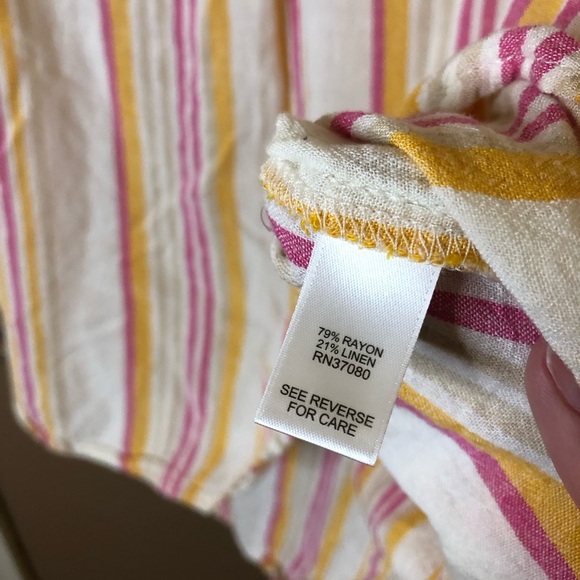 79% RAYON
21% LINEN
RN37080
SEE REVERSE
FOR CARE